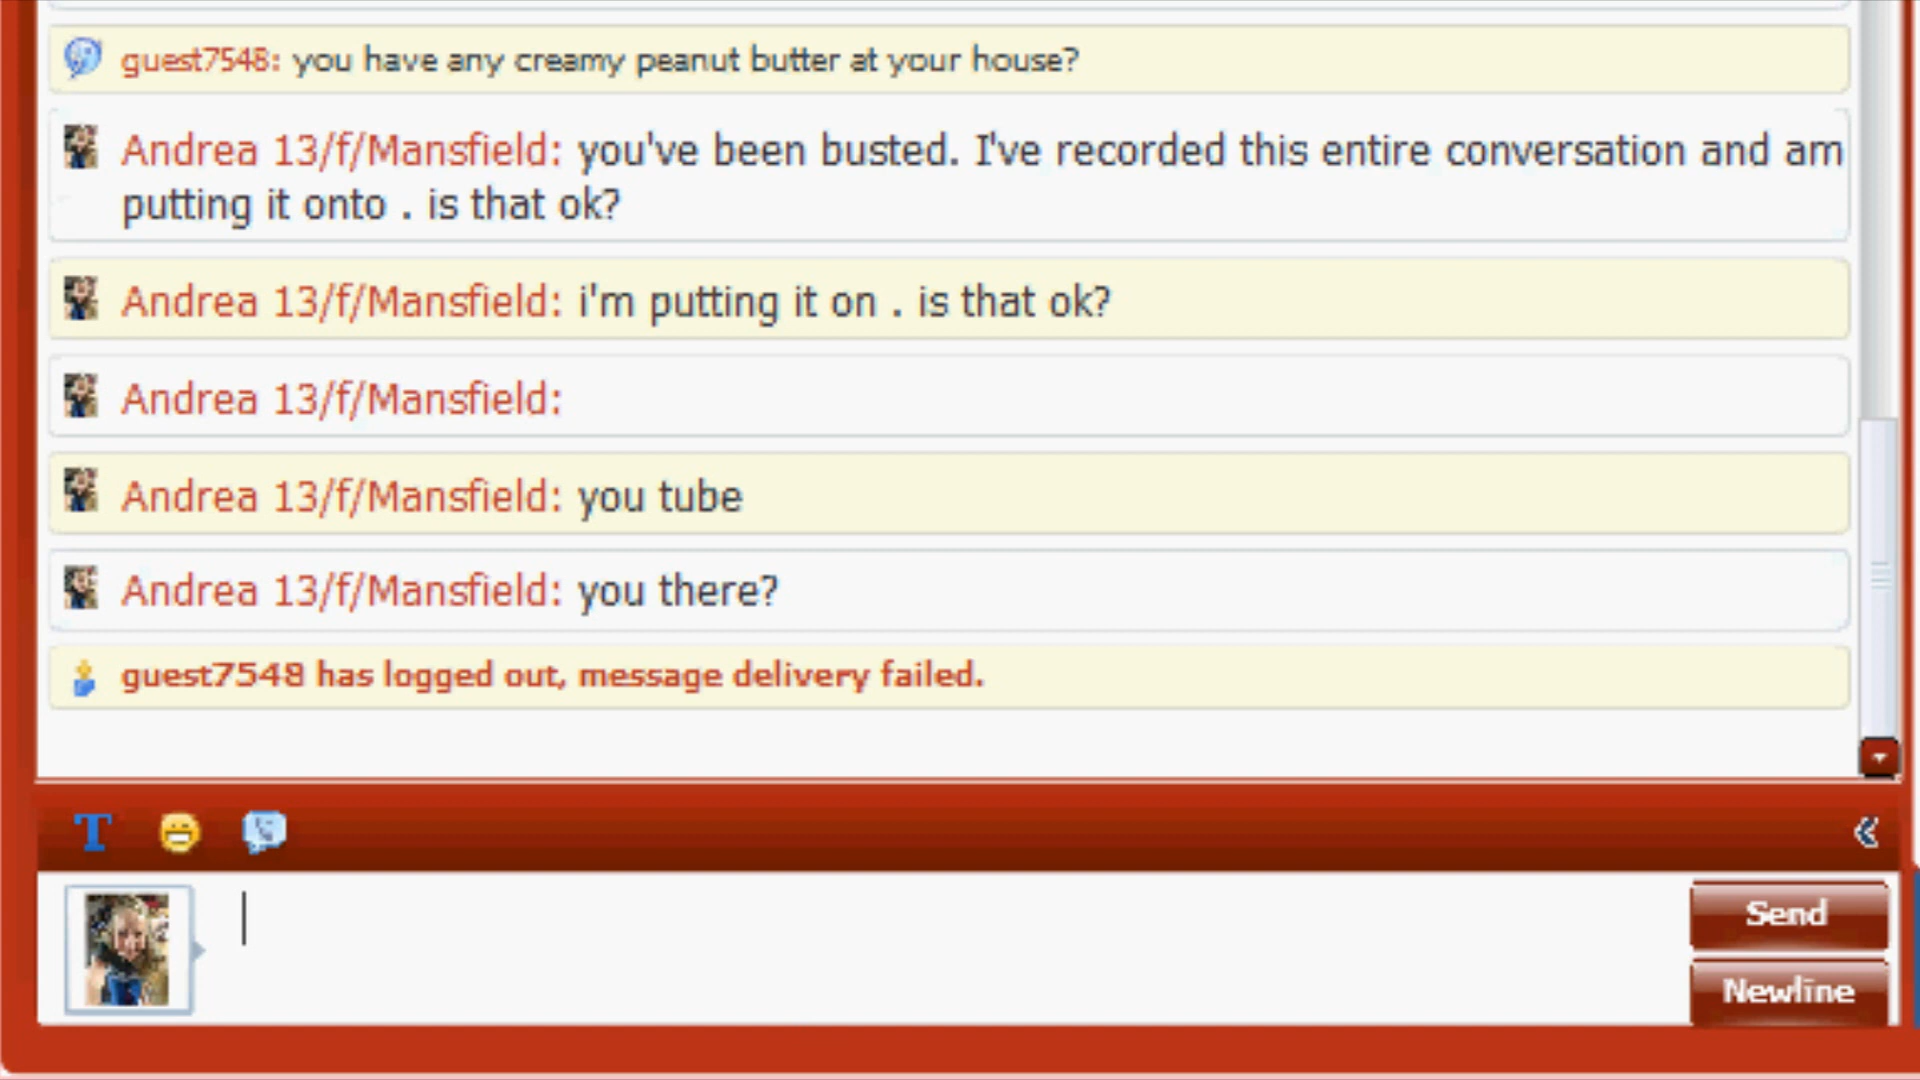 guest7548: you have any creamy peanut butter at your house?
Andrea 13/f/Mansfield: you've been busted. I've recorded this entire conversation and am
putting it onto . is that ok?
Andrea 13/f/Mansfield: i'm putting it on . is that ok?
Andrea 13/f/Mansfield:
Andrea 13/f/Mansfield: you tube
Andrea 13/f/Mansfield: you there?
guest7548 has logged out, message delivery failed.
T
Send
Newline